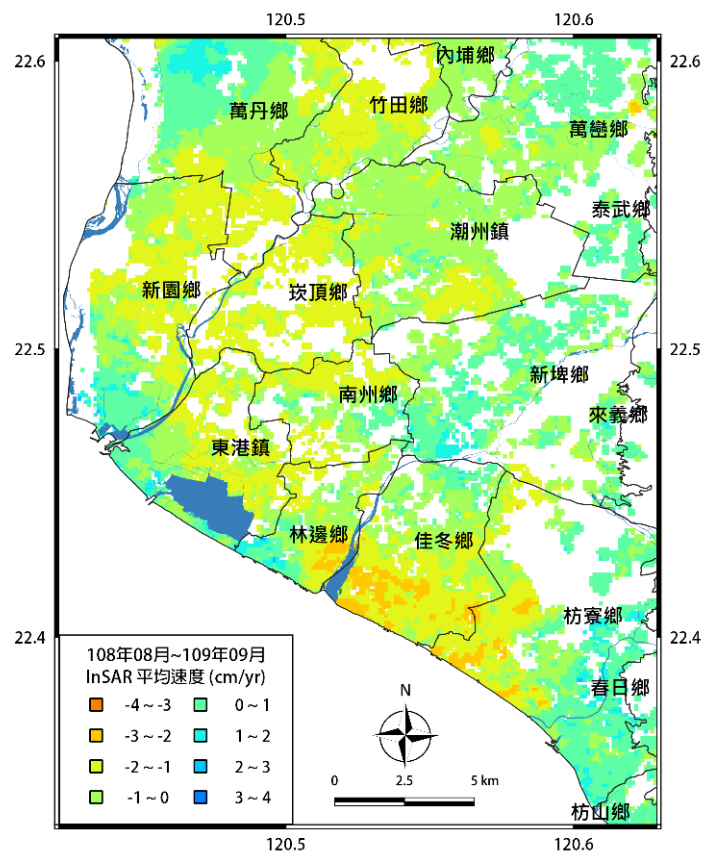 120.5 120.6
22.6 22.6
內埔鄉
竹田鄉
萬丹鄉
萬巒鄉
泰武鄉
潮州鎮
新園鄉
崁頂鄉
22.5 22.5
新埤鄉
南州鄉
來義鄉
東港鎮
林邊鄉
佳冬鄉
枋寮鄉
22.4 22.4
108年08月~109年09月
InSAR 平均速度 (cm/yr)
-4 ~ -3 0 ~ 1
-3 ~ -2 1 ~ 2
-2 ~ -1 2 ~ 3
-1 ~ 0 3 ~ 4
N
0 2.5 5 km
春日鄉
枋山鄉
120.5 120.6